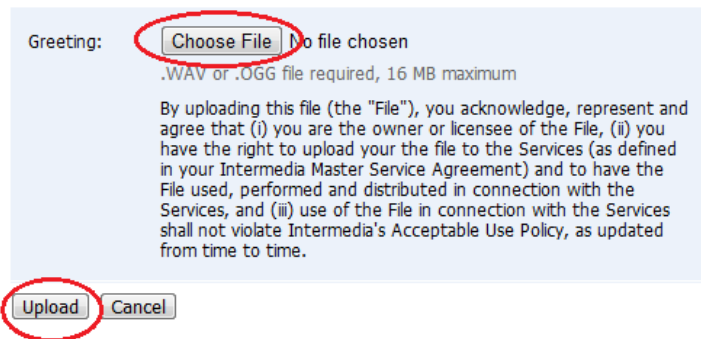 Greeting: Choose File No file chosen
.WAV or .OGG file required, 16 MB maximum
By uploading this file (the "File"), you acknowledge, represent and
agree that (i) you are the owner or licensee of the File, (ii) you
have the right to upload your the file to the Services (as defined
in your Intermedia Master Service Agreement) and to have the
File used, performed and distributed in connection with the
Services, and (iii) use of the File in connection with the Services
shall not violate Intermedia's Acceptable Use Policy, as updated
from time to time.
Upload Cancel